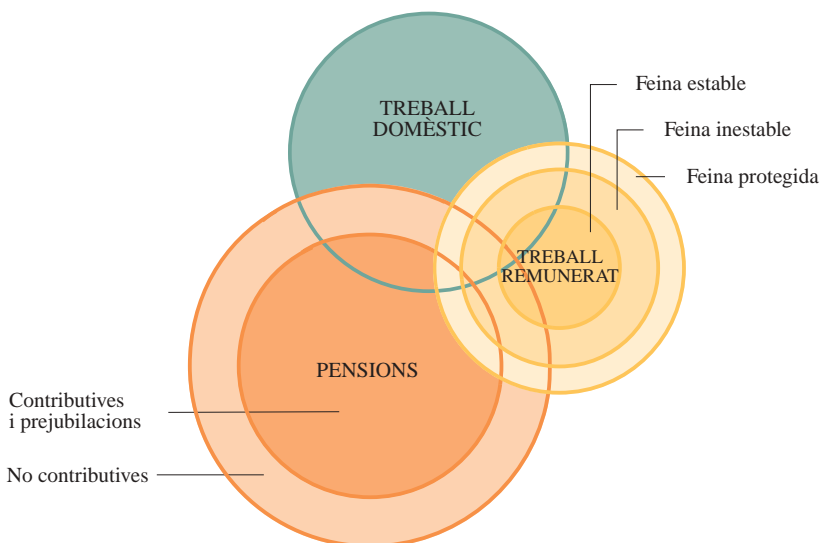 TREBALL
DOMÈSTIC
Feina estable
Feina inestable
Feina protegida
TREBALL
REMUNERAT
PENSIONS
Contributives
i prejubilacions
No contributives